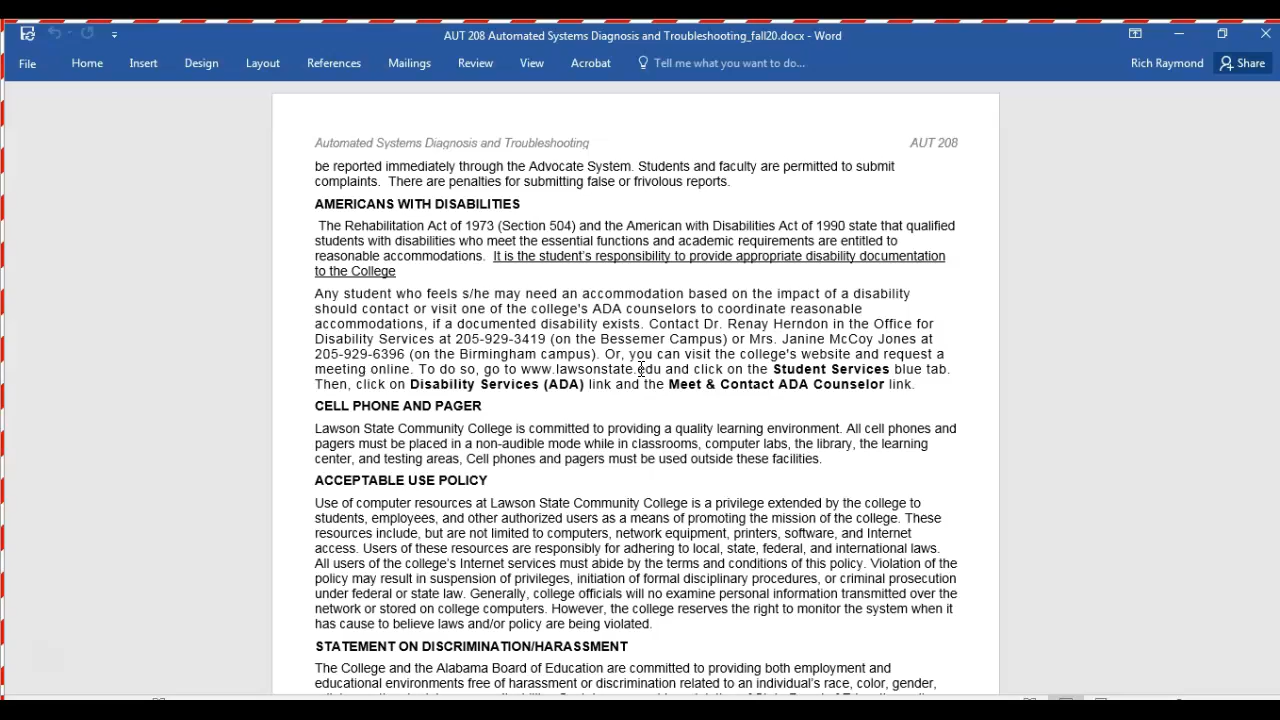 AUT 208 Automated Systems Diagnosis and Troubleshooting_fall20.docx - Word
File Home Insert Design Layout References Mailings Review View Acrobat Tell me what you want to do... Rich Raymond Share
Automated Systems Diagnosis and Troubleshooting AUT 208
be reported immediately through the Advocate System. Students and faculty are permitted to submit
complaints.  There are penalties for submitting false or frivolous reports.
AMERICANS WITH DISABILITIES
The Rehabilitation Act of 1973 (Section 504) and the American with Disabilities Act of 1990 state that qualified
students with disabilities who meet the essential functions and academic requirements are entitled to
reasonable accommodations.  It is the student's responsibility to provide appropriate disability documentation
to the College
Any student who feels s/he may need an accommodation based on the impact of a disability
should contact or visit one of the college's ADA counselors to coordinate reasonable
accommodations, if a documented disability exists. Contact Dr. Renay Herndon in the Office for
Disability Services at 205-929-3419 (on the Bessemer Campus) or Mrs. Janine McCoy Jones at
205-929-6396 (on the Birmingham campus). Or, you can visit the college's website and request a
meeting online. To do so, go to www.lawsonstate.edu and click on the Student Services blue tab.
Then, click on Disability Services (ADA) link and the Meet & Contact ADA Counselor link.
CELL PHONE AND PAGER
Lawson State Community College is committed to providing a quality learning environment. All cell phones and
pagers must be placed in a non-audible mode while in classrooms, computer labs, the library, the learning
center, and testing areas, Cell phones and pagers must be used outside these facilities.
ACCEPTABLE USE POLICY
Use of computer resources at Lawson State Community College is a privilege extended by the college to
students, employees, and other authorized users as a means of promoting the mission of the college. These
resources include, but are not limited to computers, network equipment, printers, software, and Internet
access. Users of these resources are responsibly for adhering to local, state, federal, and international laws.
All users of the college's Internet services must abide by the terms and conditions of this policy. Violation of the
policy may result in suspension of privileges, initiation of formal disciplinary procedures, or criminal prosecution
under federal or state law. Generally, college officials will no examine personal information transmitted over the
network or stored on college computers. However, the college reserves the right to monitor the system when it
has cause to believe laws and/or policy are being violated.
STATEMENT ON DISCRIMINATION/HARASSMENT
The College and the Alabama Board of Education are committed to providing both employment and
educational environments free of harassment or discrimination related to an individual's race, color, gender,